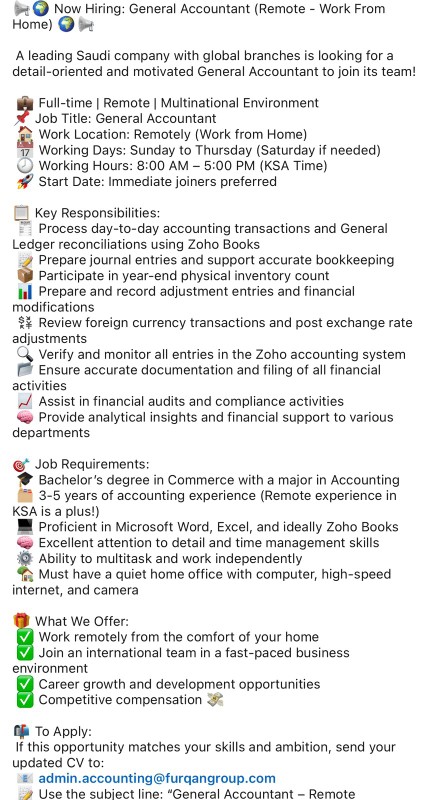 📢🌍 Now Hiring: General Accountant (Remote - Work From
Home) 🌍📢
A leading Saudi company with global branches is looking for a
detail-oriented and motivated General Accountant to join its team!
💼 Full-time | Remote | Multinational Environment
📌 Job Title: General Accountant
🏠 Work Location: Remotely (Work from Home)
📅 Working Days: Sunday to Thursday (Saturday if needed)
🕗 Working Hours: 8:00 AM – 5:00 PM (KSA Time)
🚀 Start Date: Immediate joiners preferred
📋 Key Responsibilities:
🧾 Process day-to-day accounting transactions and General
Ledger reconciliations using Zoho Books
📝 Prepare journal entries and support accurate bookkeeping
📦 Participate in year-end physical inventory count
📊 Prepare and record adjustment entries and financial
modifications
💱 Review foreign currency transactions and post exchange rate
adjustments
🔍 Verify and monitor all entries in the Zoho accounting system
📁 Ensure accurate documentation and filing of all financial
activities
📈 Assist in financial audits and compliance activities
🧠 Provide analytical insights and financial support to various
departments
🎯 Job Requirements:
🎓 Bachelor’s degree in Commerce with a major in Accounting
🗂 3-5 years of accounting experience (Remote experience in
KSA is a plus!)
💻 Proficient in Microsoft Word, Excel, and ideally Zoho Books
🧠 Excellent attention to detail and time management skills
⚙️ Ability to multitask and work independently
🏡 Must have a quiet home office with computer, high-speed
internet, and camera
🎁 What We Offer:
✅ Work remotely from the comfort of your home
✅ Join an international team in a fast-paced business
environment
✅ Career growth and development opportunities
✅ Competitive compensation 💸
📬 To Apply:
If this opportunity matches your skills and ambition, send your
updated CV to:
📧 admin.accounting@furqangroup.com
📝 Use the subject line: “General Accountant – Remote